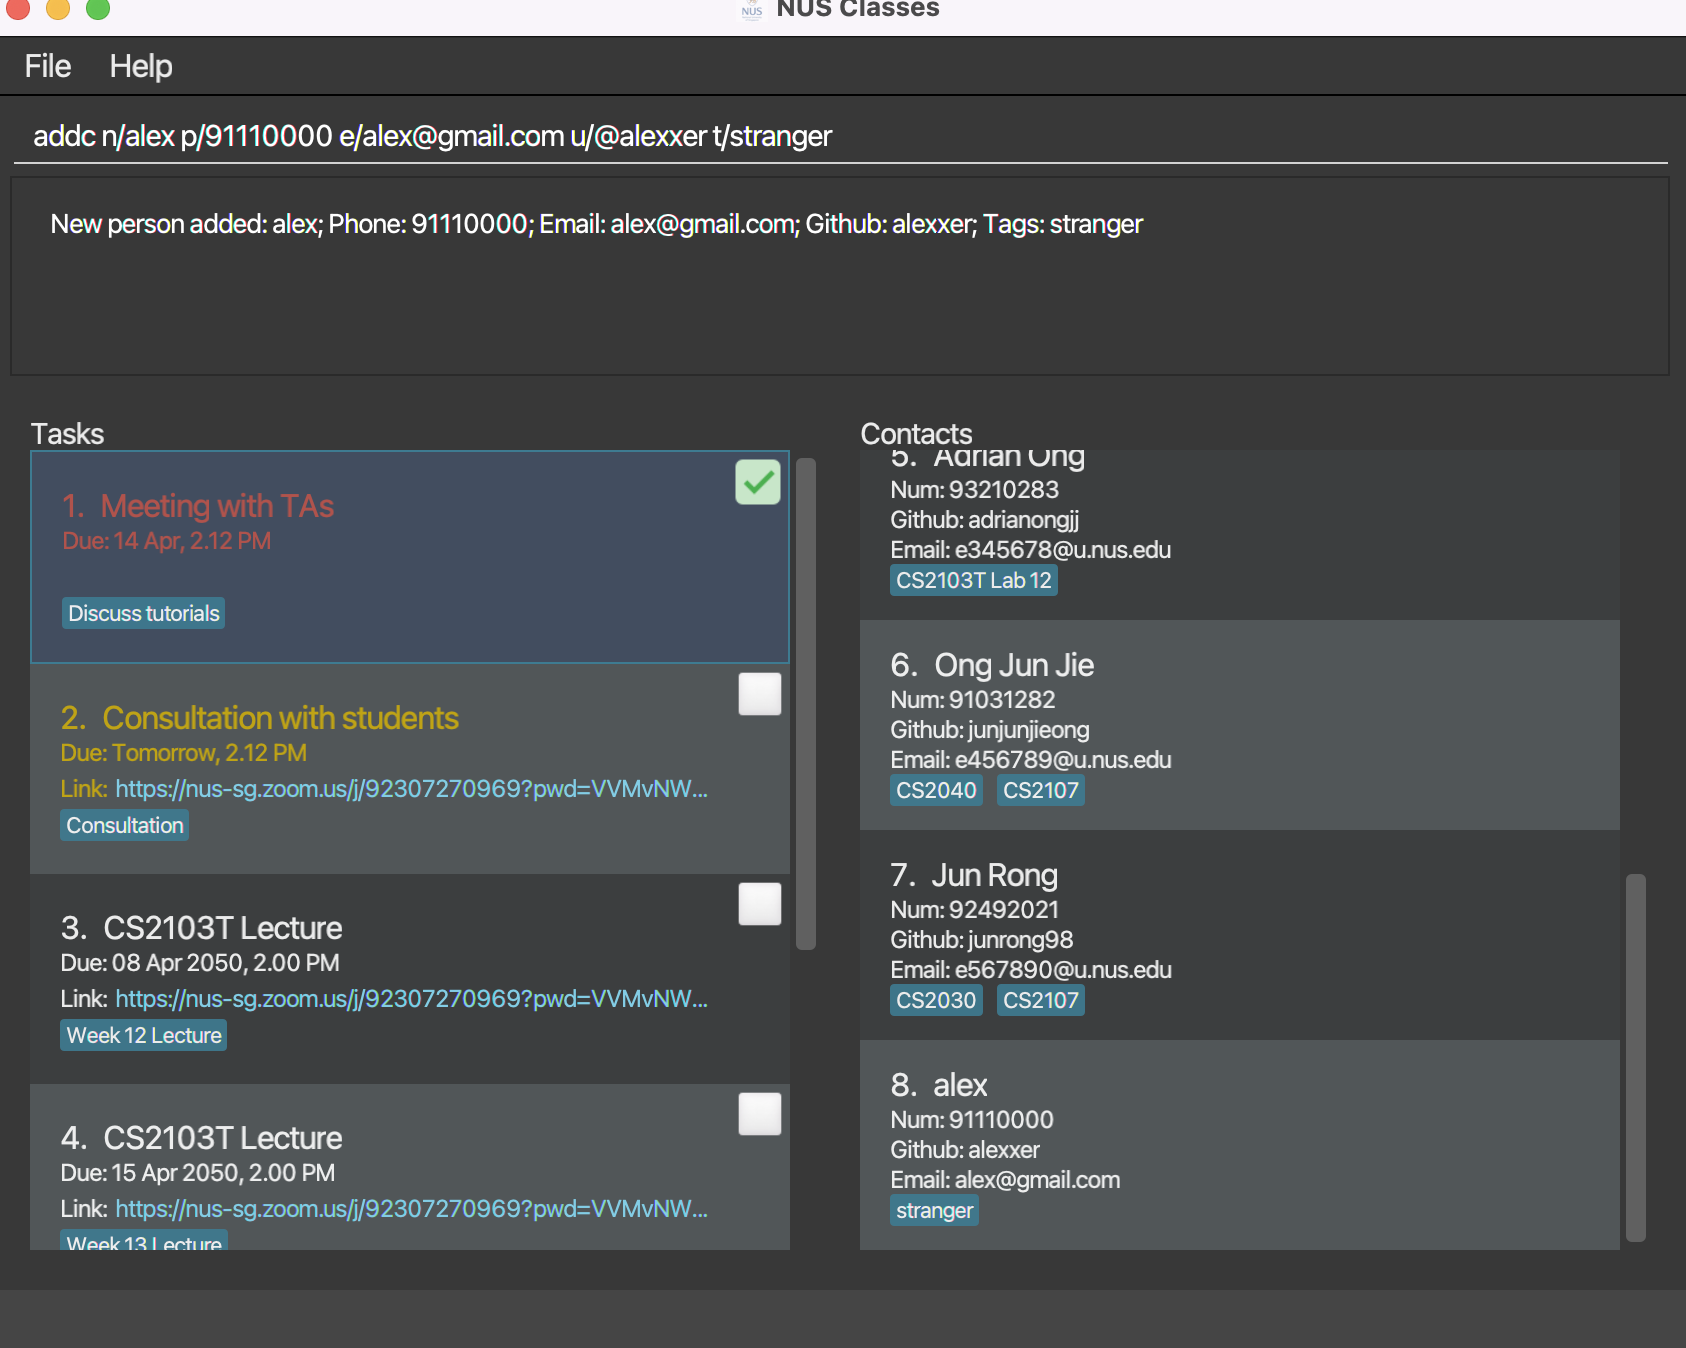 NUS Classes
File Help
addc n/alex p/91110000 e/alex@gmail.com u/@alexxer t/stranger
New person added: alex; Phone: 91110000; Email: alex@gmail.com; Github: alexxer; Tags: stranger
Tasks
1. Meeting with TAs
Due: 14 Apr, 2.12 PM
Discuss tutorials
2. Consultation with students
Due: Tomorrow, 2.12 PM
Link: https://nus-sg.zoom.us/j/92307270969?pwd=VVMvNW...
Consultation
3. CS2103T Lecture
Due: 08 Apr 2050, 2.00 PM
Link: https://nus-sg.zoom.us/j/92307270969?pwd=VVMvNW...
Week 12 Lecture
4. CS2103T Lecture
Due: 15 Apr 2050, 2.00 PM
Link: https://nus-sg.zoom.us/j/92307270969?pwd=VVMvNW...
Week 13 Lecture
Contacts
5. Adrian Ong
Num: 93210283
Github: adrianongjj
Email: e345678@u.nus.edu
CS2103T Lab 12
6. Ong Jun Jie
Num: 91031282
Github: junjunjieong
Email: e456789@u.nus.edu
CS2040 CS2107
7. Jun Rong
Num: 92492021
Github: junrong98
Email: e567890@u.nus.edu
CS2030 CS2107
8. alex
Num: 91110000
Github: alexxer
Email: alex@gmail.com
stranger